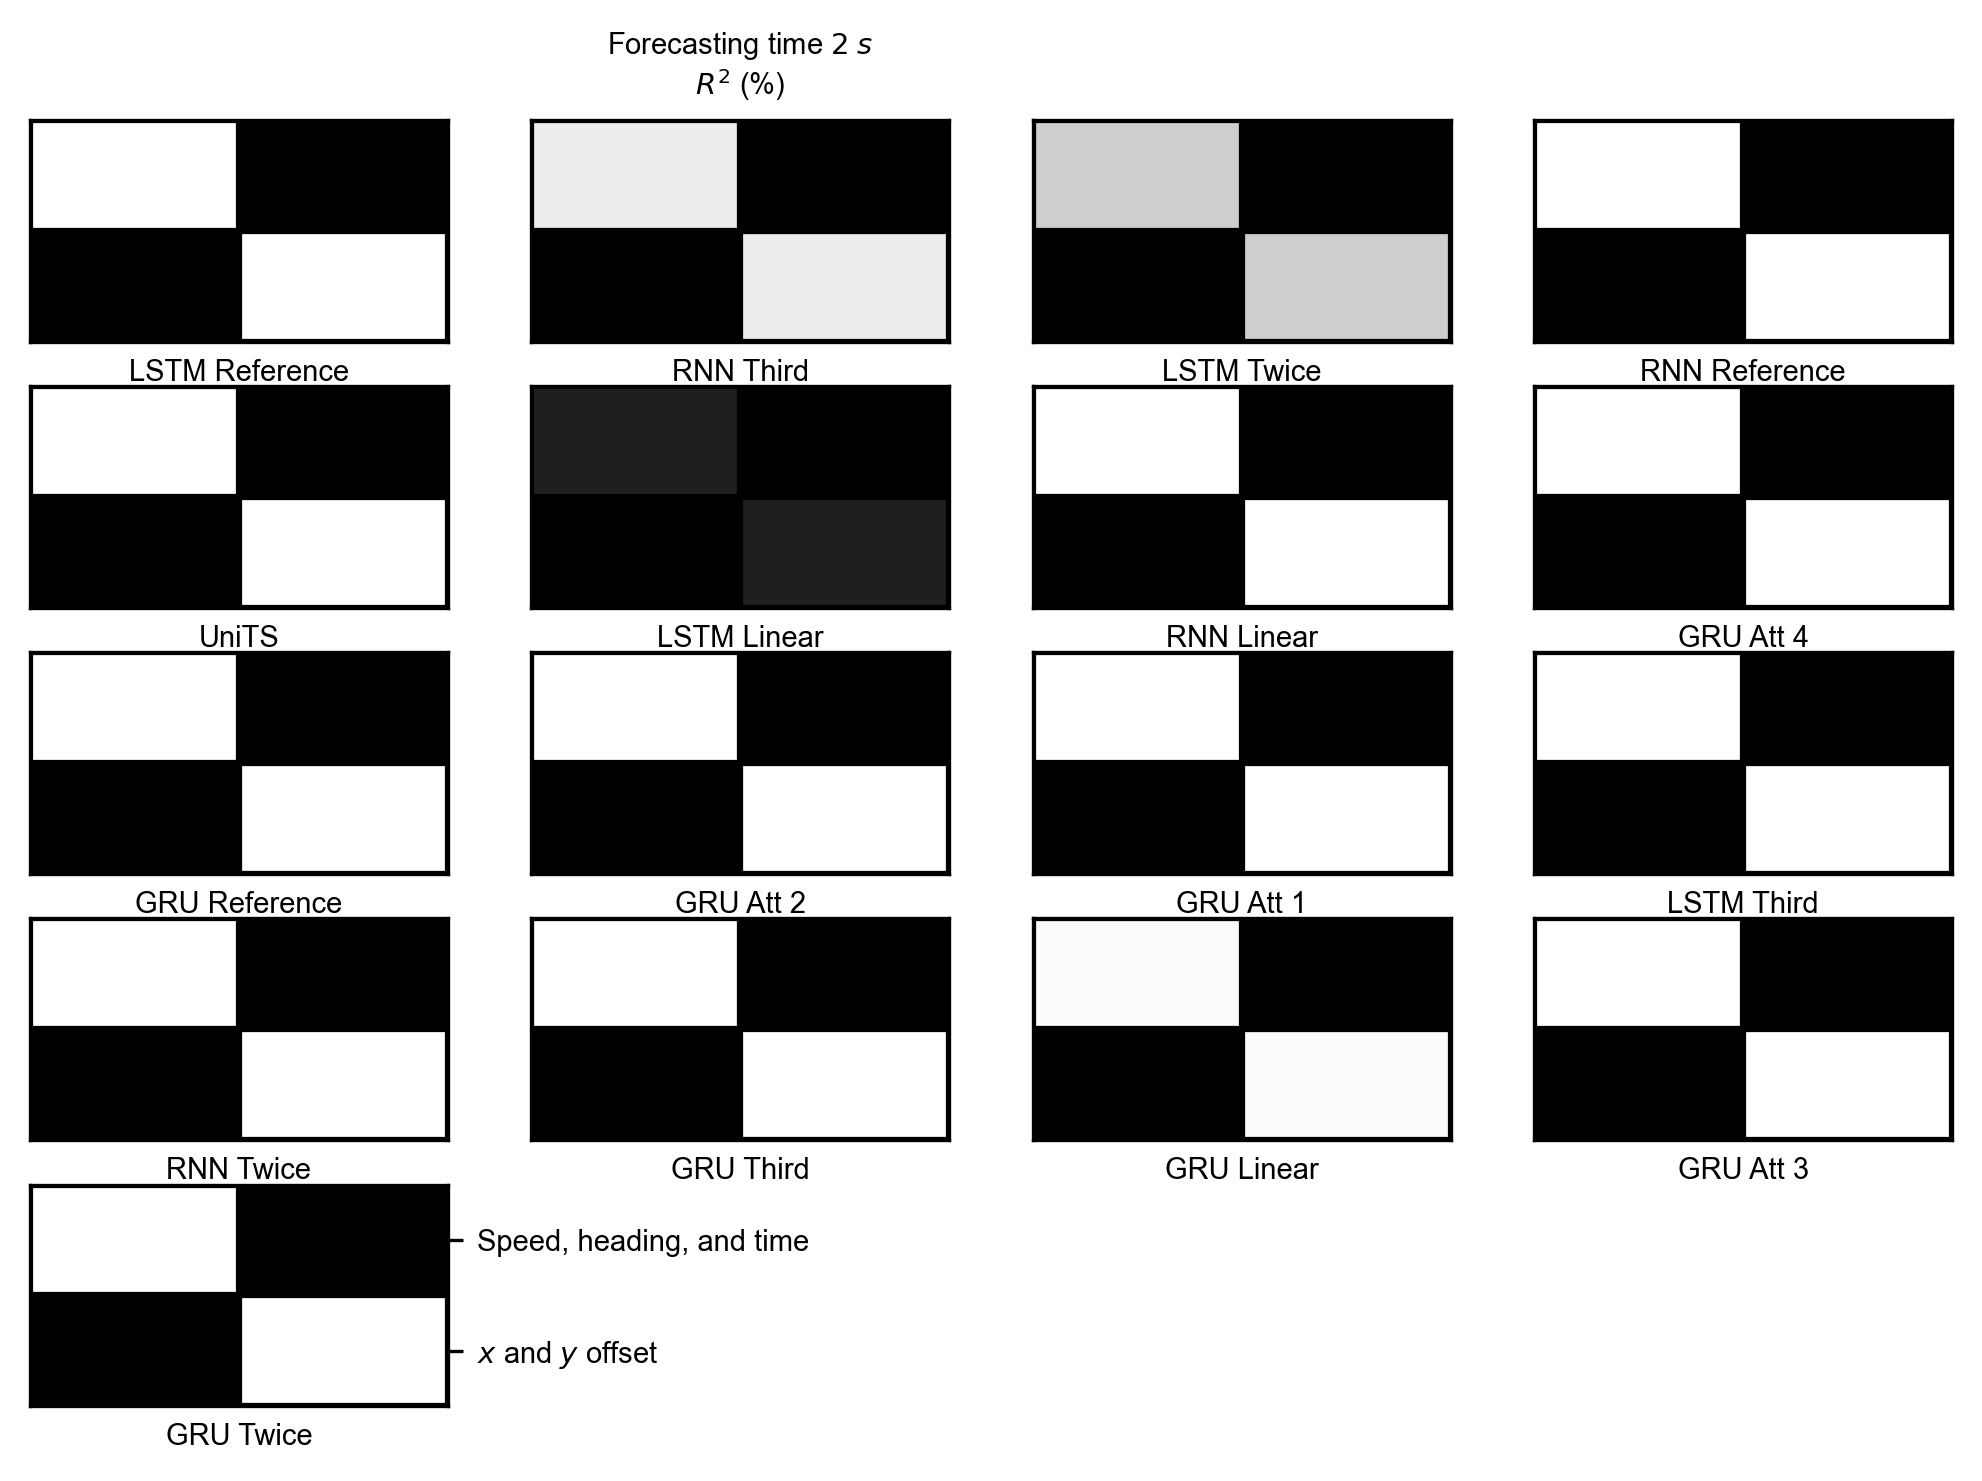 Forecasting time 2 s
R² (%)
LSTM Reference
RNN Third
LSTM Twice
RNN Reference
UniTS
LSTM Linear
RNN Linear
GRU Att 4
GRU Reference
GRU Att 2
GRU Att 1
LSTM Third
RNN Twice
GRU Third
GRU Linear
GRU Att 3
Speed, heading, and time
x and y offset
GRU Twice